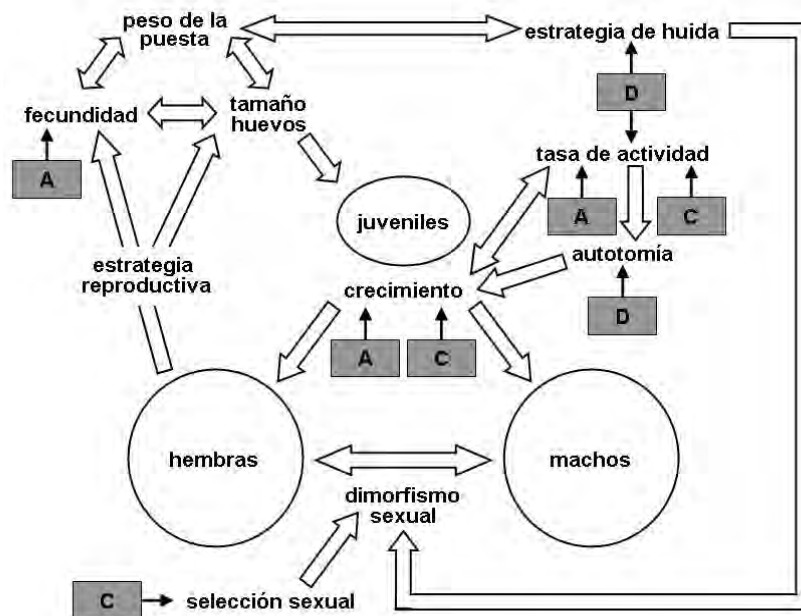 peso de la
puesta
estrategia de huida
D
fecundidad
tamaño
huevos
tasa de actividad
A
A
C
juveniles
estrategia
reproductiva
autotomía
crecimiento
D
A
C
hembras
machos
dimorfismo
sexual
C
selección sexual